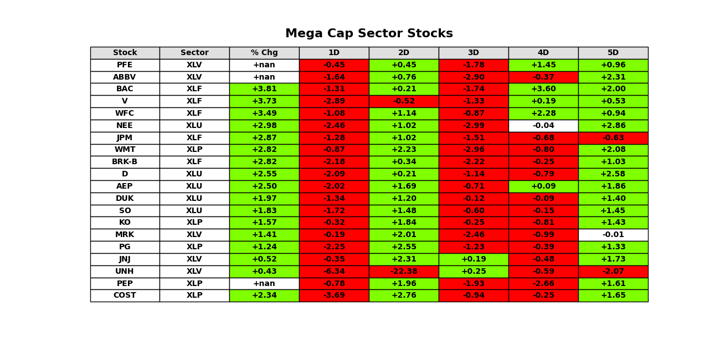 Mega Cap Sector Stocks
Stock Sector % Chg 1D 2D 3D 4D 5D
PFE XLV +nan -0.45 +0.45 -1.78 +1.45 +0.96
ABBV XLV +nan -1.64 +0.76 -2.90 -0.37 +2.31
BAC XLF +3.81 -1.31 +0.21 -1.74 +3.60 +2.00
V XLF +3.73 -2.89 -0.52 -1.33 +0.19 +0.53
WFC XLF +3.49 -1.08 +1.14 -0.87 +2.28 +0.94
NEE XLU +2.98 -2.46 +1.02 -2.99 -0.04 +2.86
JPM XLF +2.87 -1.28 +1.02 -1.51 -0.68 -0.63
WMT XLP +2.82 -0.87 +2.23 -2.96 -0.80 +2.08
BRK-B XLF +2.82 -2.18 +0.34 -2.22 -0.25 +1.03
D XLU +2.55 -2.09 +0.21 -1.14 -0.79 +2.58
AEP XLU +2.50 -2.02 +1.69 -0.71 +0.09 +1.86
DUK XLU +1.97 -1.34 +1.20 -0.12 -0.09 +1.40
SO XLU +1.83 -1.72 +1.48 -0.60 -0.15 +1.45
KO XLP +1.57 -0.32 +1.84 -0.25 -0.81 +1.43
MRK XLV +1.41 -0.19 +2.01 -2.46 -0.99 -0.01
PG XLP +1.24 -2.25 +2.55 -1.23 -0.39 +1.33
JNJ XLV +0.52 -0.35 +2.31 +0.19 -0.48 +1.73
UNH XLV +0.43 -6.34 -22.38 +0.25 -0.59 -2.07
PEP XLP +nan -0.78 +1.96 -1.93 -2.66 +1.61
COST XLP +2.34 -3.69 +2.76 -0.94 -0.25 +1.65